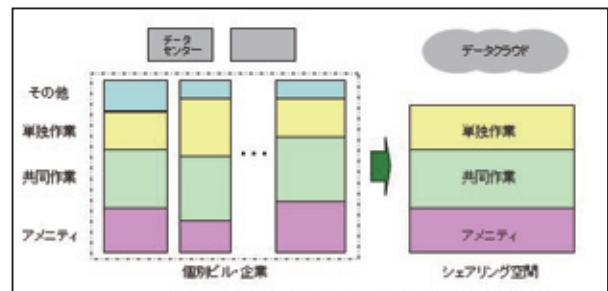 データ
センター
データクラウド
その他
単独作業
共同作業
アメニティ
…
個別ビル・企業
単独作業
共同作業
アメニティ
シェアリング空間